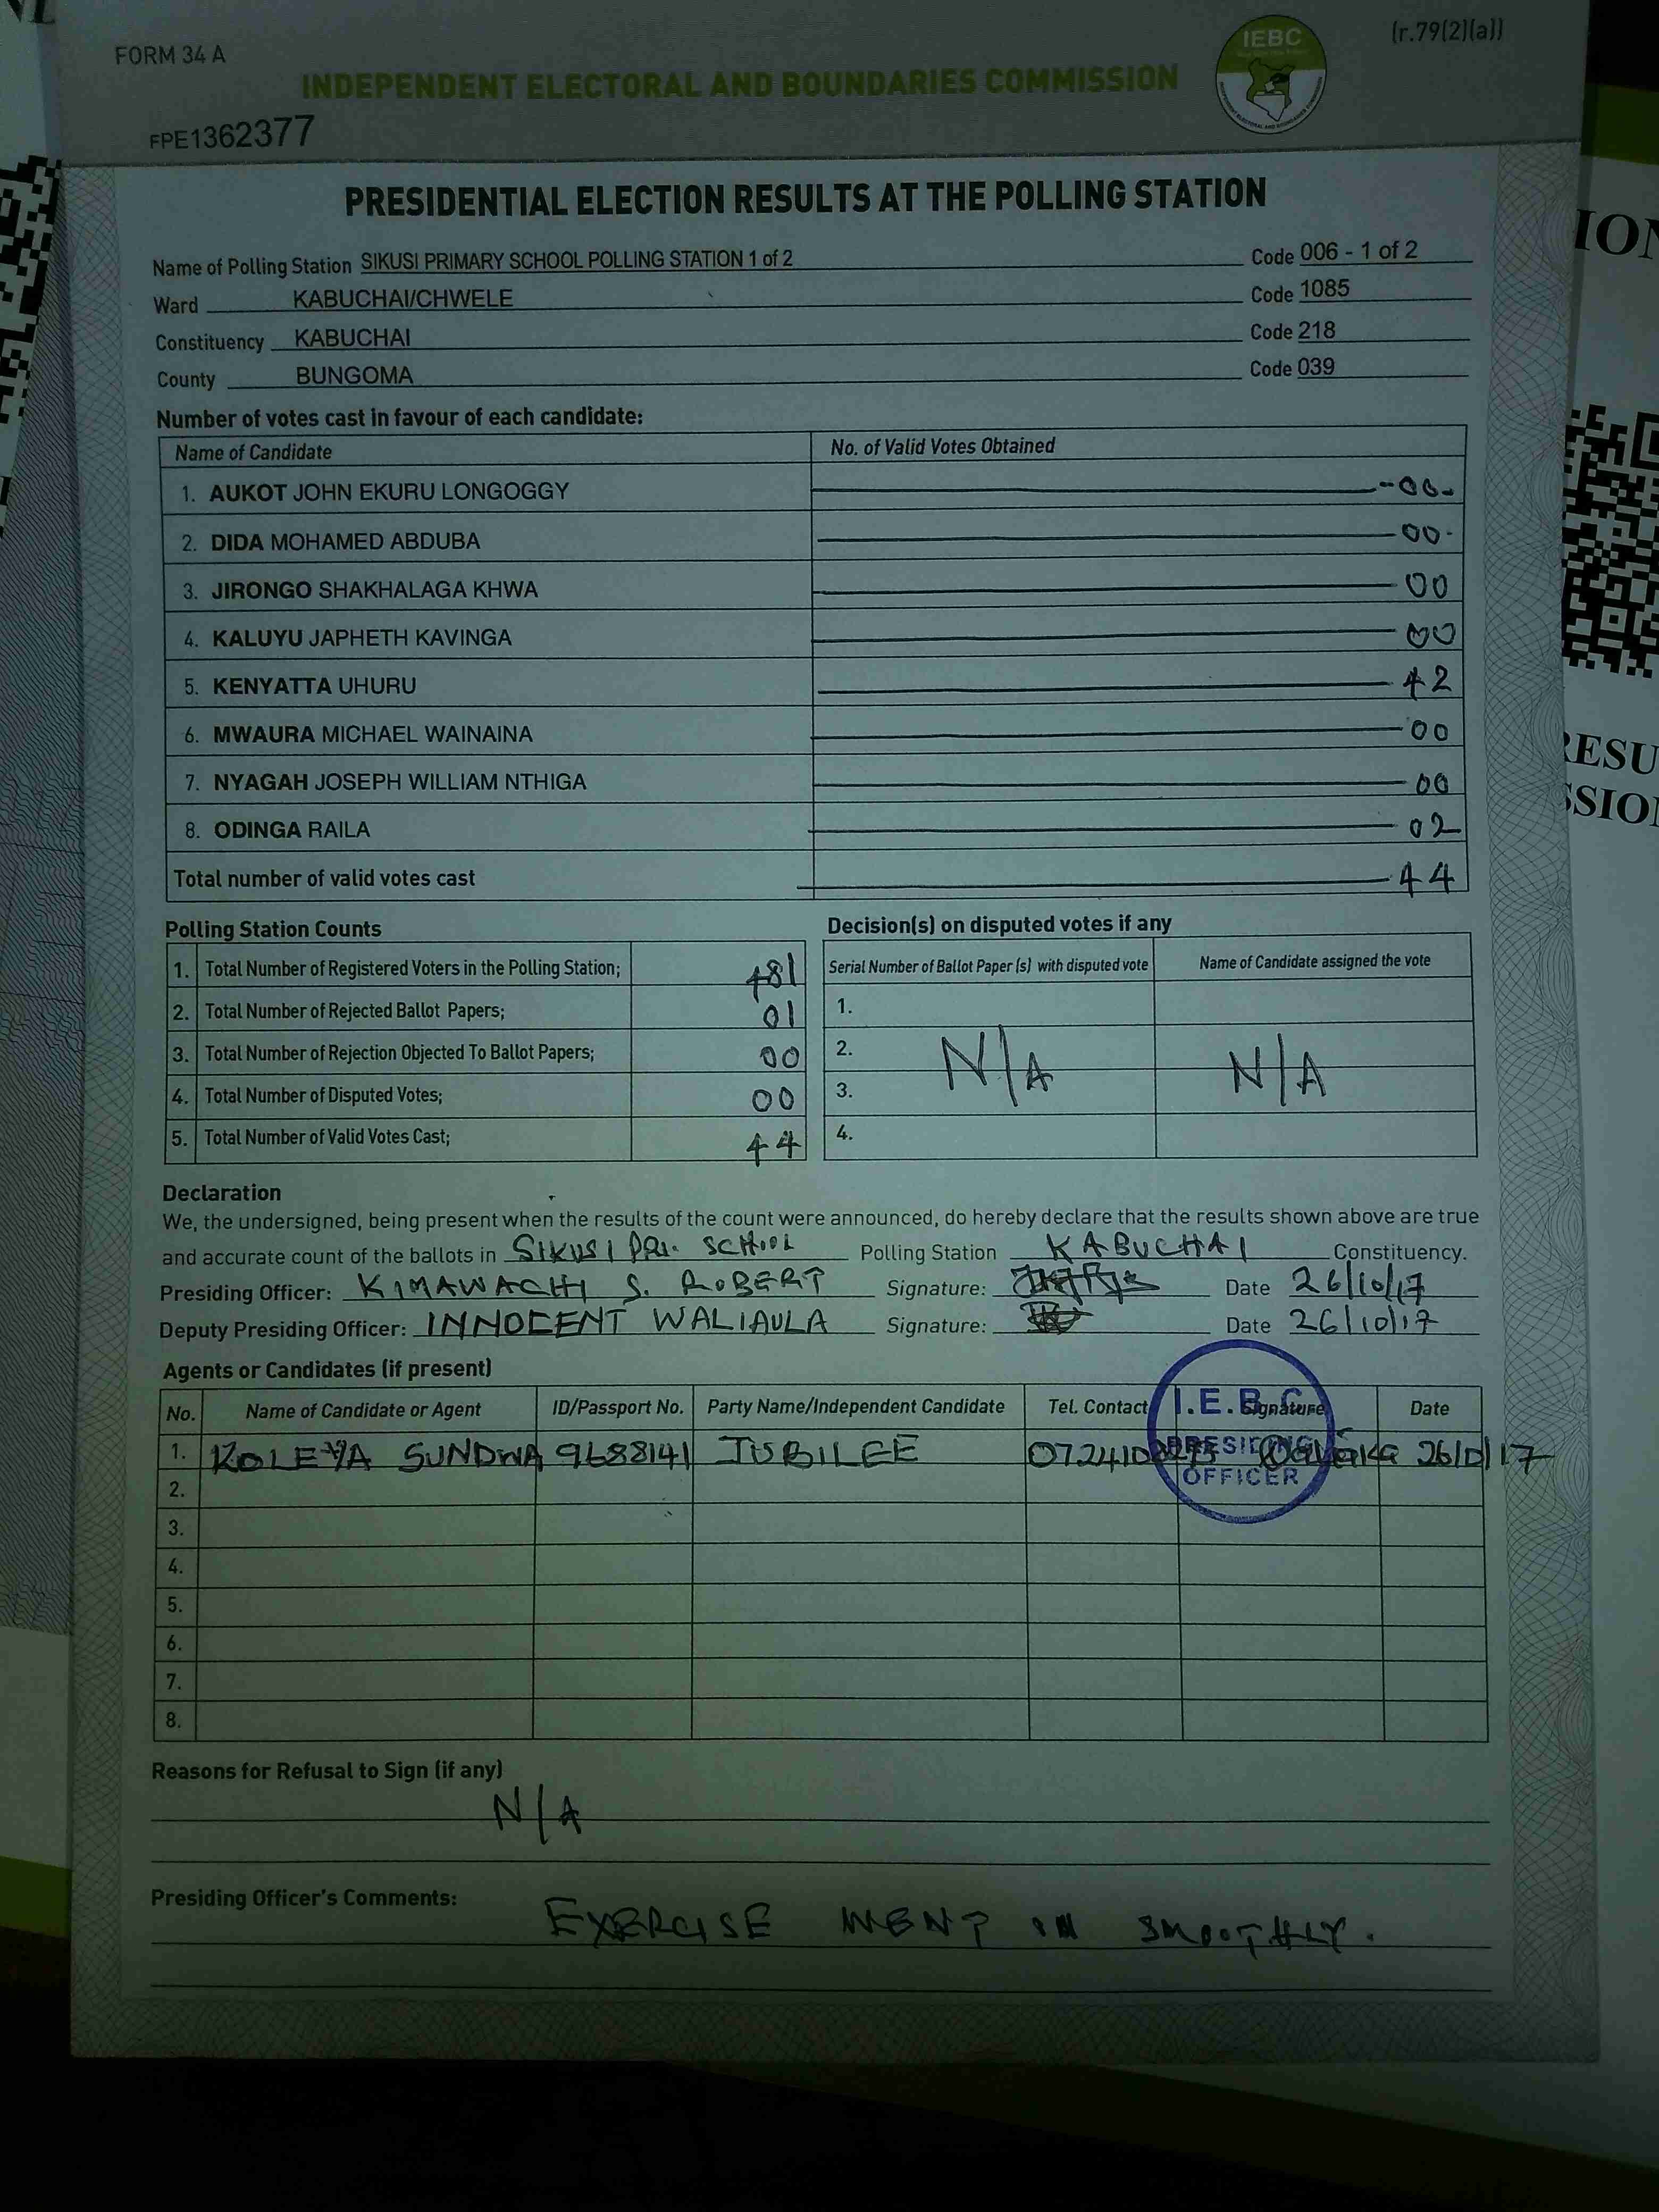 FORM 34 A
(r.79(2)(a))
IEBC
INDEPENDENT ELECTORAL AND BOUNDARIES COMMISSION
FPE1362377
PRESIDENTIAL ELECTION RESULTS AT THE POLLING STATION
Name of Polling Station SIKUSI PRIMARY SCHOOL POLLING STATION 1 of 2 Code 006 - 1 of 2
Ward KABUCHAI/CHWELE Code 1085
Constituency KABUCHAI Code 218
County BUNGOMA Code 039
Number of votes cast in favour of each candidate:
Name of Candidate No. of Valid Votes Obtained
1. AUKOT JOHN EKURU LONGOGGY 00
2. DIDA MOHAMED ABDUBA 00
3. JIRONGO SHAKHALAGA KHWA 00
4. KALUYU JAPHETH KAVINGA 00
5. KENYATTA UHURU 42
6. MWAURA MICHAEL WAINAINA 00
7. NYAGAH JOSEPH WILLIAM NTHIGA 00
8. ODINGA RAILA 02
Total number of valid votes cast 44
Polling Station Counts
1. Total Number of Registered Voters in the Polling Station; 481
2. Total Number of Rejected Ballot Papers; 01
3. Total Number of Rejection Objected To Ballot Papers; 00
4. Total Number of Disputed Votes; 00
5. Total Number of Valid Votes Cast; 44
Decision(s) on disputed votes if any
Serial Number of Ballot Paper (s) with disputed vote Name of Candidate assigned the vote
1.
2. N/A N/A
3.
4.
Declaration
We, the undersigned, being present when the results of the count were announced, do hereby declare that the results shown above are true
and accurate count of the ballots in SIKUSI PRI. SCHOOL Polling Station KABUCHAI Constituency.
Presiding Officer: KIMAWACHI S. ROBERT Signature: Date 26/10/17
Deputy Presiding Officer: INNOCENT WALIAULA Signature: Date 26/10/17
Agents or Candidates (if present)
No. Name of Candidate or Agent ID/Passport No. Party Name/Independent Candidate Tel. Contact Signature Date
1. SUNDWA 9688141 JUBILEE 26/10/17
I.E.B.C
PRESIDING
OFFICER
2.
3.
4.
5.
6.
7.
8.
Reasons for Refusal to Sign (if any)
N/A
Presiding Officer's Comments: EXERCISE WENT ON SMOOTHLY.
ION
RESU
SSION